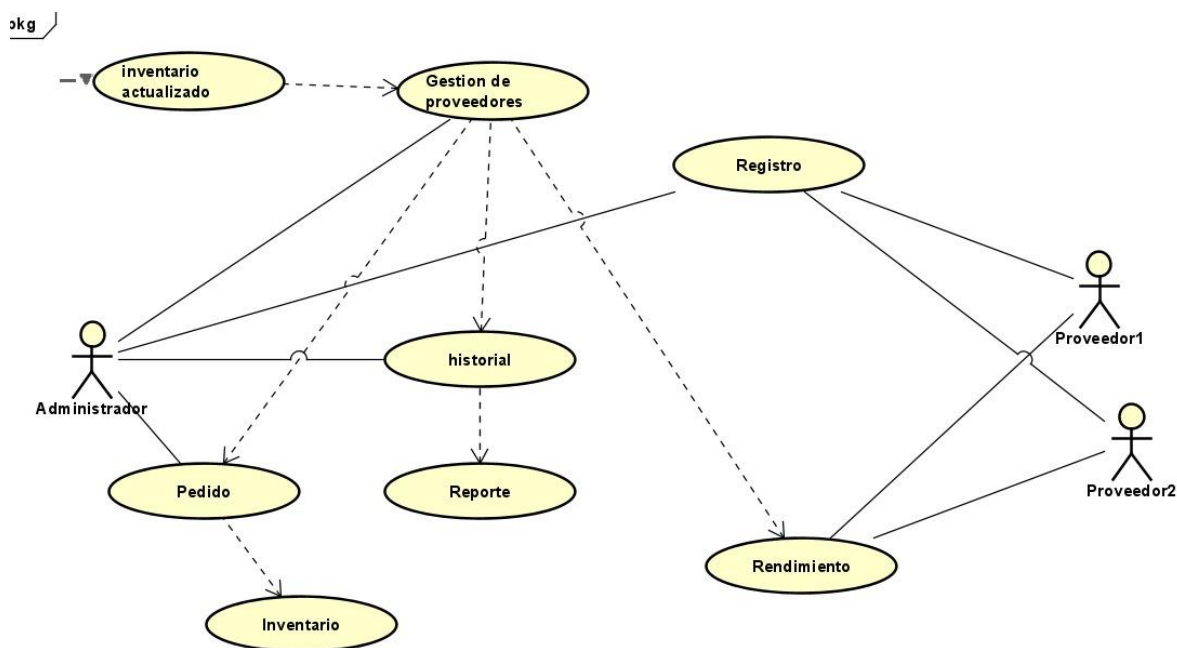 pkg
inventario
actualizado
Gestion de
proveedores
Registro
Proveedor1
historial
Administrador
Proveedor2
Pedido
Reporte
Rendimiento
Inventario